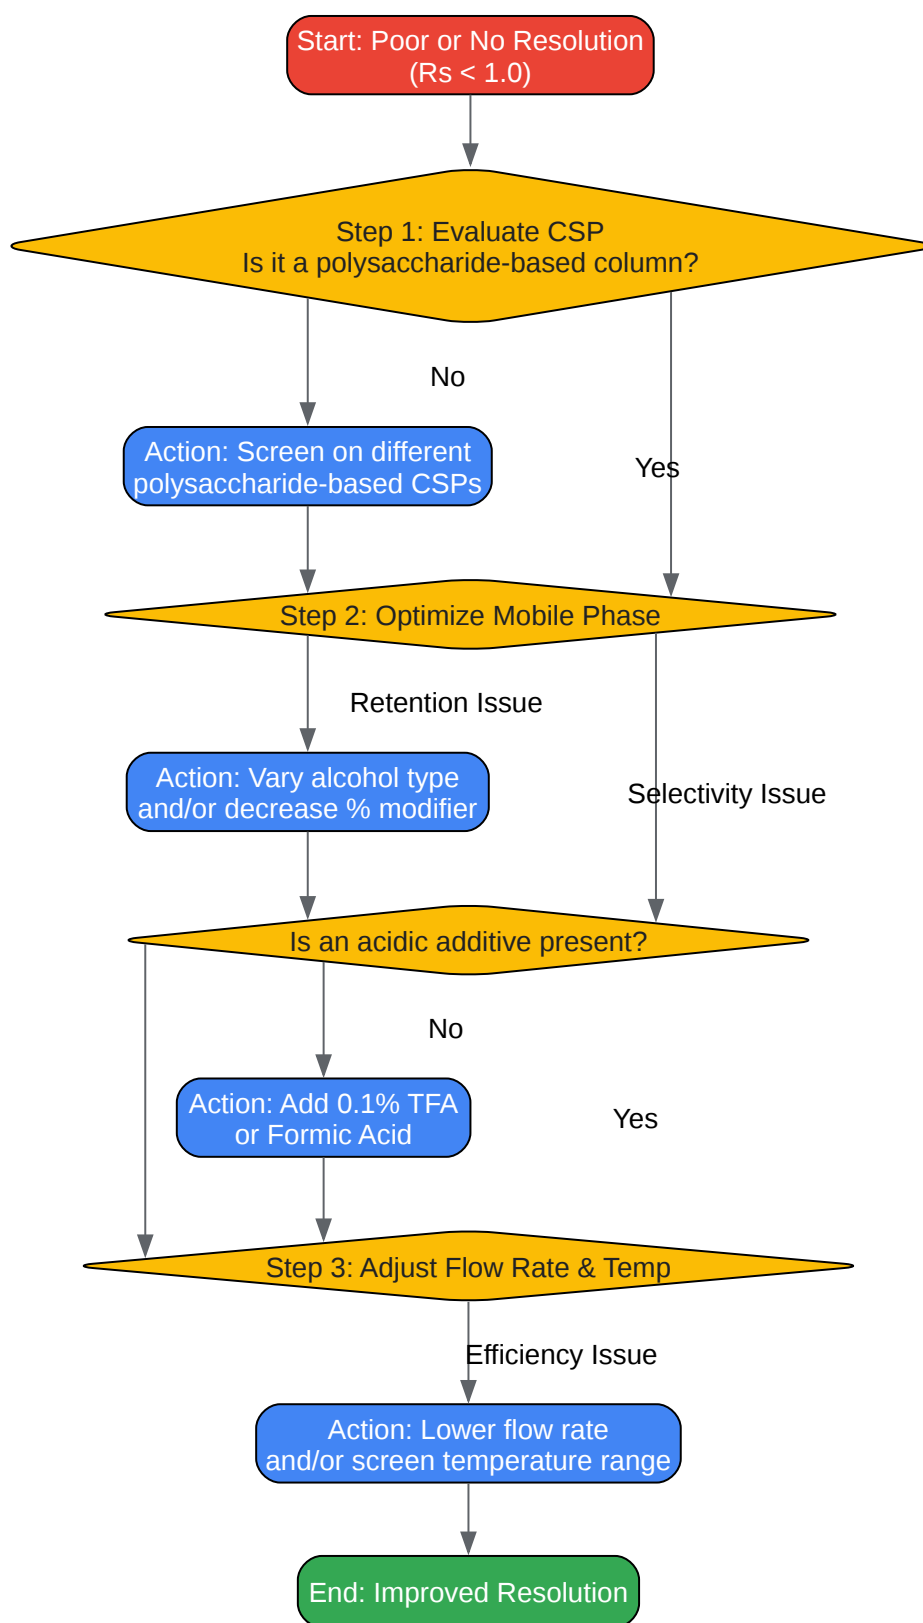 Start: Poor or No Resolution
(Rs < 1.0)
Step 1: Evaluate CSP
Is it a polysaccharide-based column?
No
Action: Screen on different
polysaccharide-based CSPs
Yes
Step 2: Optimize Mobile Phase
Retention Issue
Action: Vary alcohol type
and/or decrease % modifier
Selectivity Issue
Is an acidic additive present?
No
Action: Add 0.1% TFA
or Formic Acid
Yes
Step 3: Adjust Flow Rate & Temp
Efficiency Issue
Action: Lower flow rate
and/or screen temperature range
End: Improved Resolution